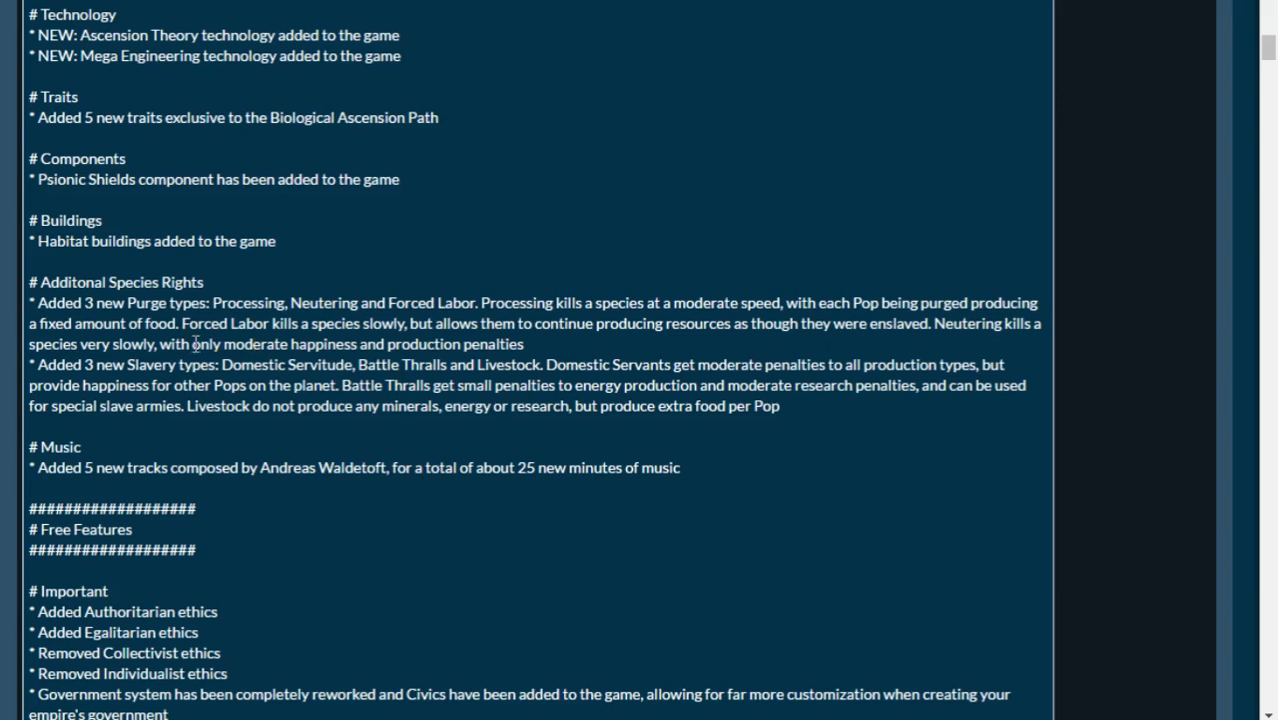 # Technology
* NEW: Ascension Theory technology added to the game
* NEW: Mega Engineering technology added to the game
# Traits
* Added 5 new traits exclusive to the Biological Ascension Path
# Components
* Psionic Shields component has been added to the game
# Buildings
* Habitat buildings added to the game
# Additonal Species Rights
* Added 3 new Purge types: Processing, Neutering and Forced Labor. Processing kills a species at a moderate speed, with each Pop being purged producing
a fixed amount of food. Forced Labor kills a species slowly, but allows them to continue producing resources as though they were enslaved. Neutering kills a
species very slowly, with only moderate happiness and production penalties
* Added 3 new Slavery types: Domestic Servitude, Battle Thralls and Livestock. Domestic Servants get moderate penalties to all production types, but
provide happiness for other Pops on the planet. Battle Thralls get small penalties to energy production and moderate research penalties, and can be used
for special slave armies. Livestock do not produce any minerals, energy or research, but produce extra food per Pop
# Music
* Added 5 new tracks composed by Andreas Waldetoft, for a total of about 25 new minutes of music
###################
# Free Features
###################
# Important
* Added Authoritarian ethics
* Added Egalitarian ethics
* Removed Collectivist ethics
* Removed Individualist ethics
* Government system has been completely reworked and Civics have been added to the game, allowing for far more customization when creating your
empire's government